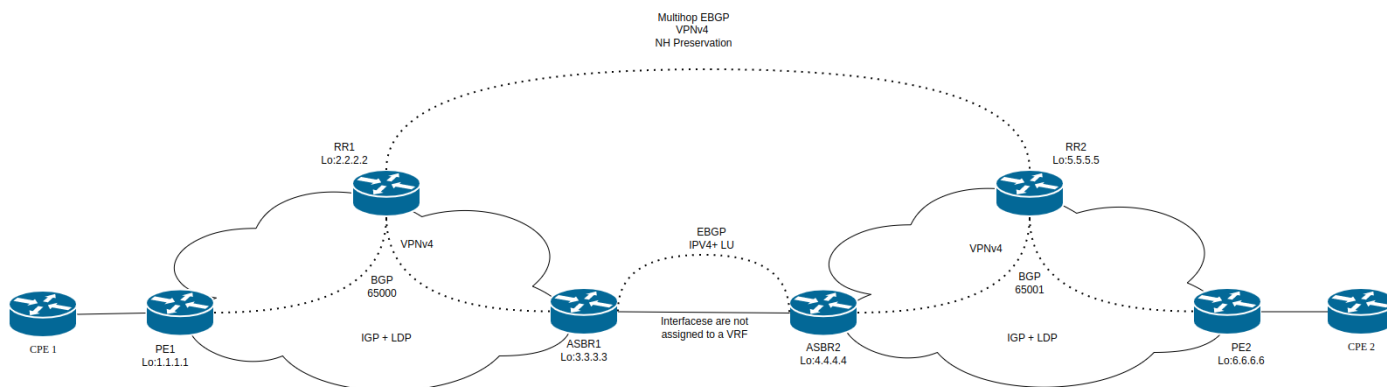 Multihop EBGP
VPNv4
NH Preservation
RR1
Lo:2.2.2.2
RR2
Lo:5.5.5.5
VPNv4
EBGP
IPV4+ LU
VPNv4
BGP
65000
BGP
65001
CPE 1
PE1
Lo:1.1.1.1
IGP + LDP
ASBR1
Lo:3.3.3.3
Interfacese are not
assigned to a VRF
ASBR2
Lo:4.4.4.4
IGP + LDP
PE2
Lo:6.6.6.6
CPE 2